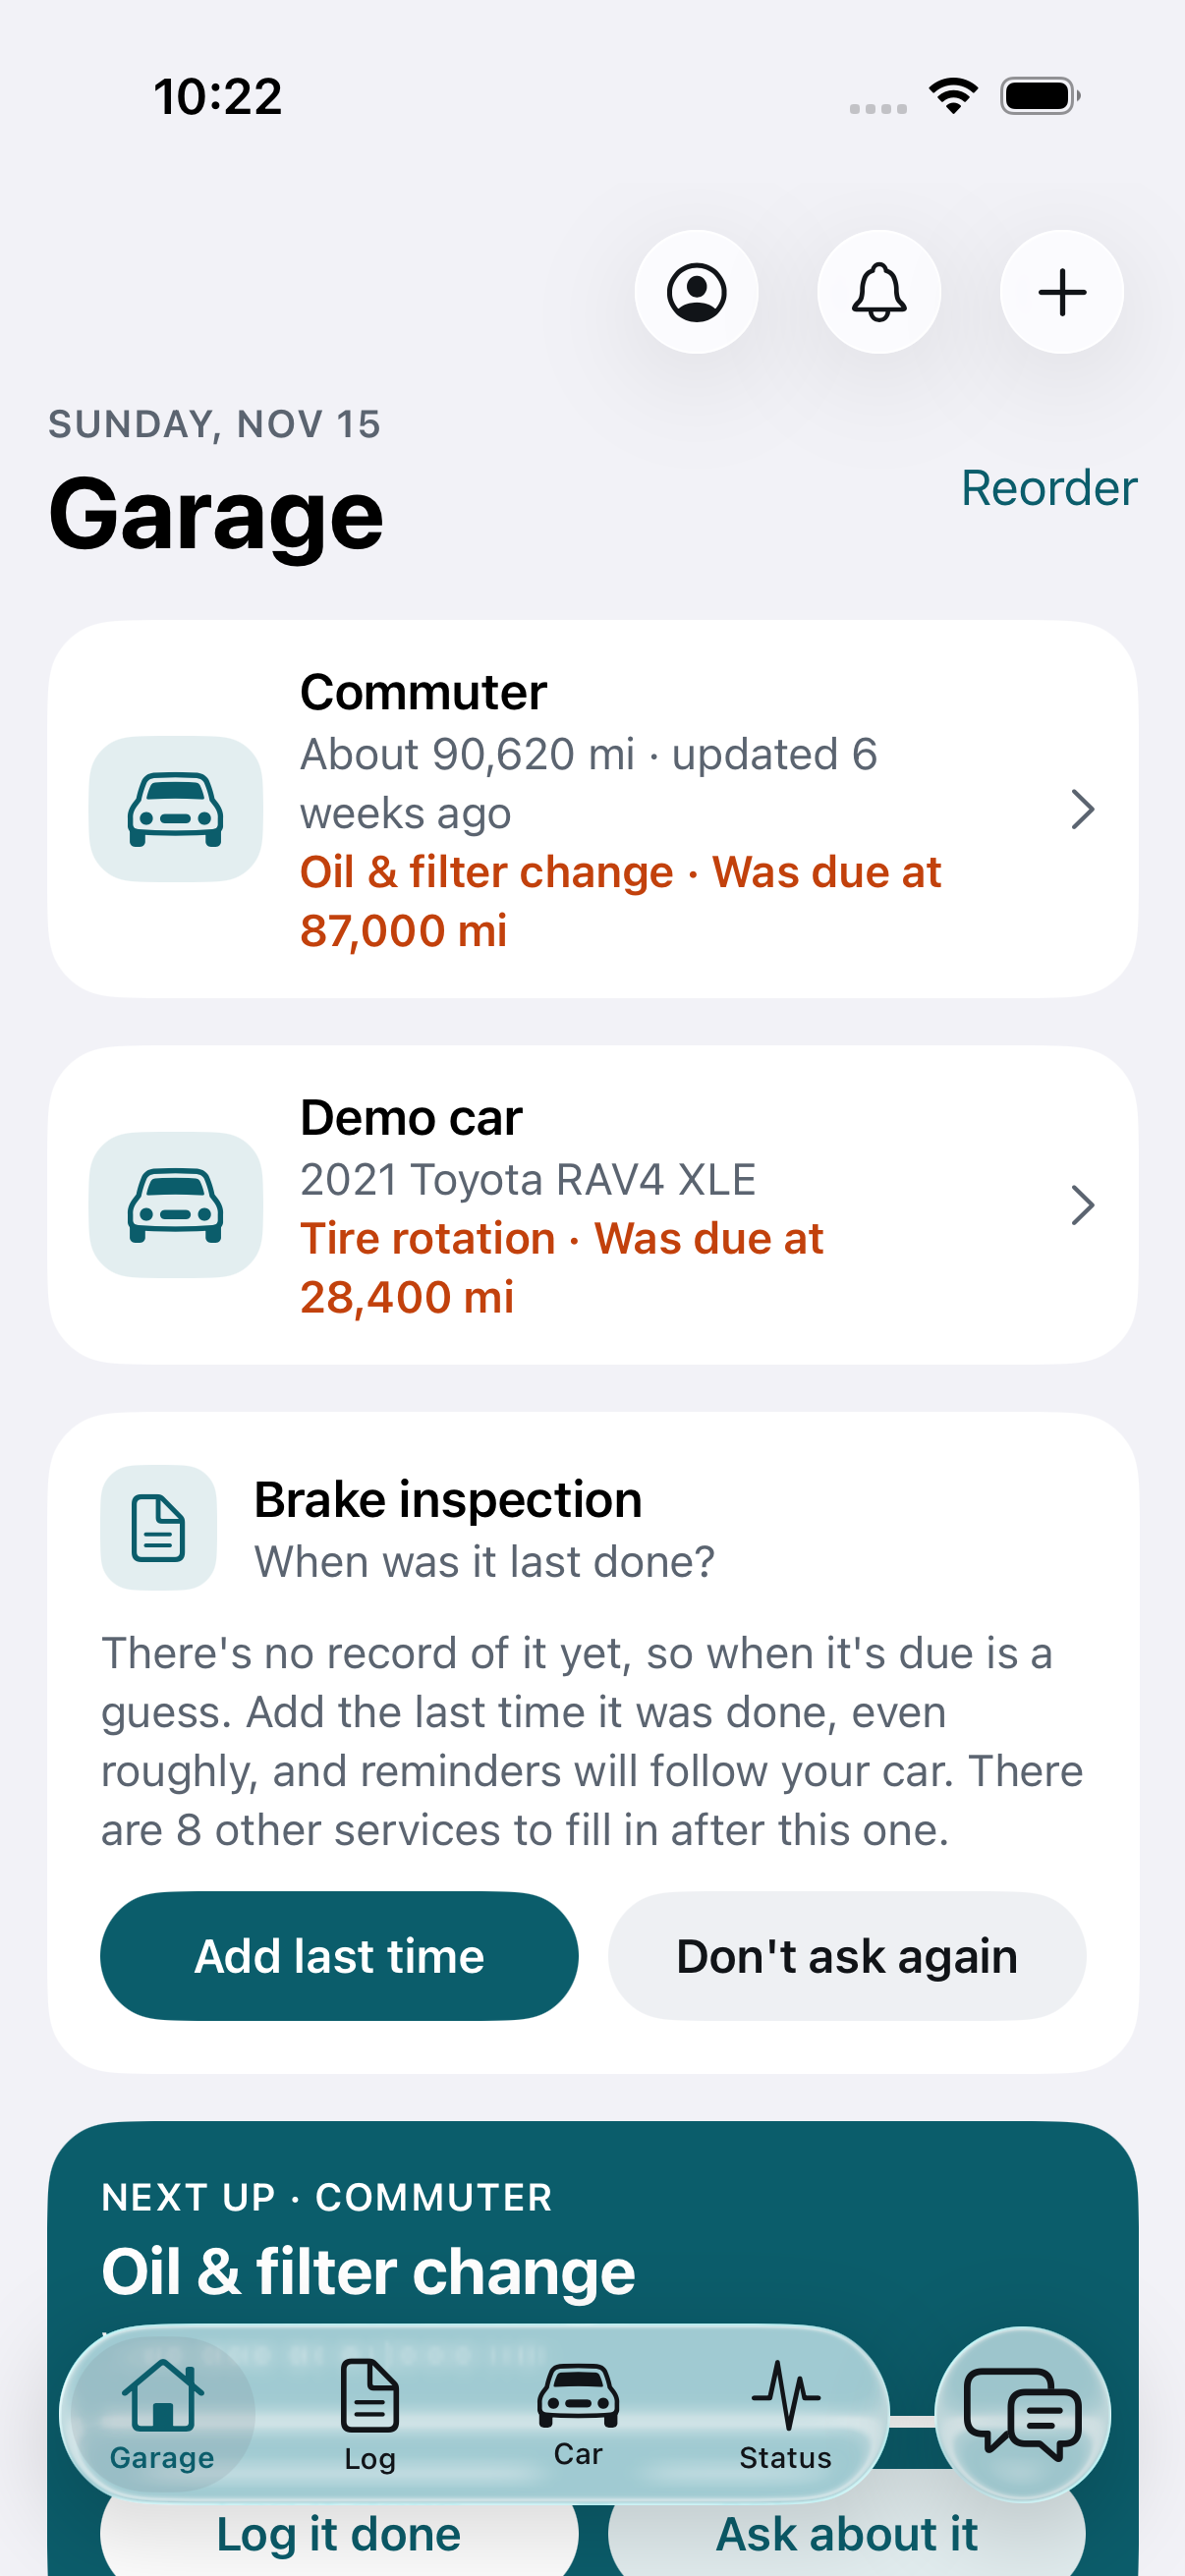 10:22
SUNDAY, NOV 15
Garage
Reorder
Commuter
About 90,620 mi · updated 6
weeks ago
Oil & filter change · Was due at
87,000 mi
Demo car
2021 Toyota RAV4 XLE
Tire rotation · Was due at
28,400 mi
Brake inspection
When was it last done?
There's no record of it yet, so when it's due is a
guess. Add the last time it was done, even
roughly, and reminders will follow your car. There
are 8 other services to fill in after this one.
Add last time
Don't ask again
NEXT UP · COMMUTER
Oil & filter change
Garage
Log
Car
Status
Log it done
Ask about it